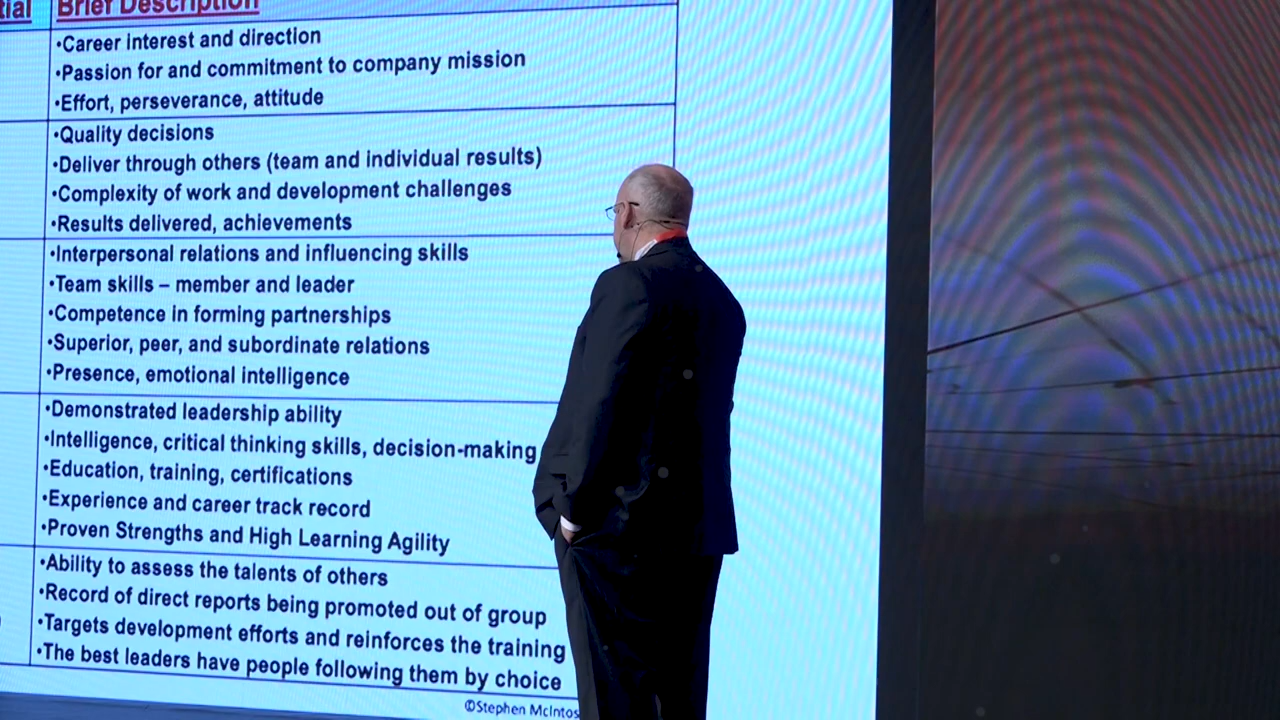 tial Brief Description
•Career interest and direction
•Passion for and commitment to company mission
•Effort, perseverance, attitude
•Quality decisions
•Deliver through others (team and individual results)
•Complexity of work and development challenges
•Results delivered, achievements
•Interpersonal relations and influencing skills
•Team skills – member and leader
•Competence in forming partnerships
•Superior, peer, and subordinate relations
•Presence, emotional intelligence
•Demonstrated leadership ability
•Intelligence, critical thinking skills, decision-making
•Education, training, certifications
•Experience and career track record
•Proven Strengths and High Learning Agility
•Ability to assess the talents of others
•Record of direct reports being promoted out of group
•Targets development efforts and reinforces the training
•The best leaders have people following them by choice
©Stephen McIntos